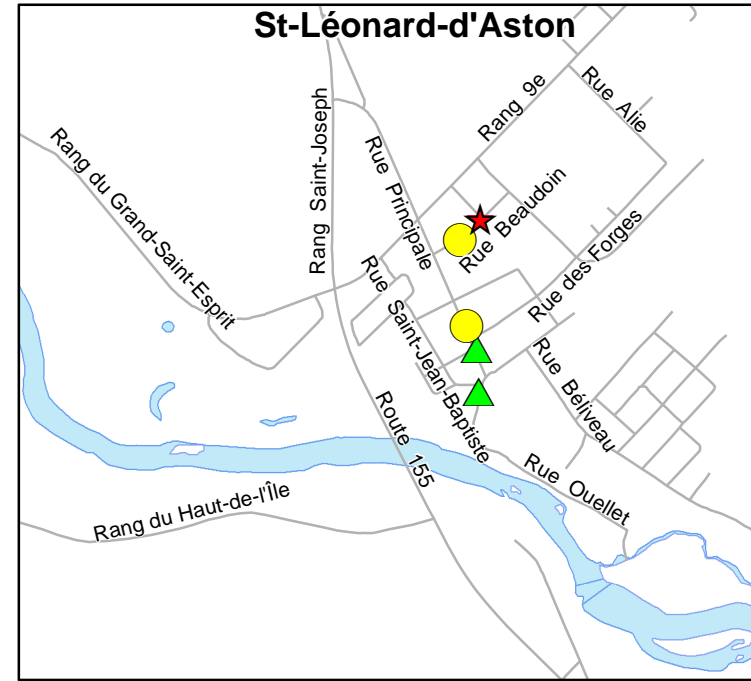 St-Léonard-d'Aston
Rang 9e
Rue Alie
Rang Saint-Joseph
Rang du Grand-Saint-Esprit
Rue Principale
Rue Beaudoin
Rue des Forges
Rue Saint-Jean-Baptiste
Rue Béliveau
Route 155
Rue Ouellet
Rang du Haut-de-l'Île